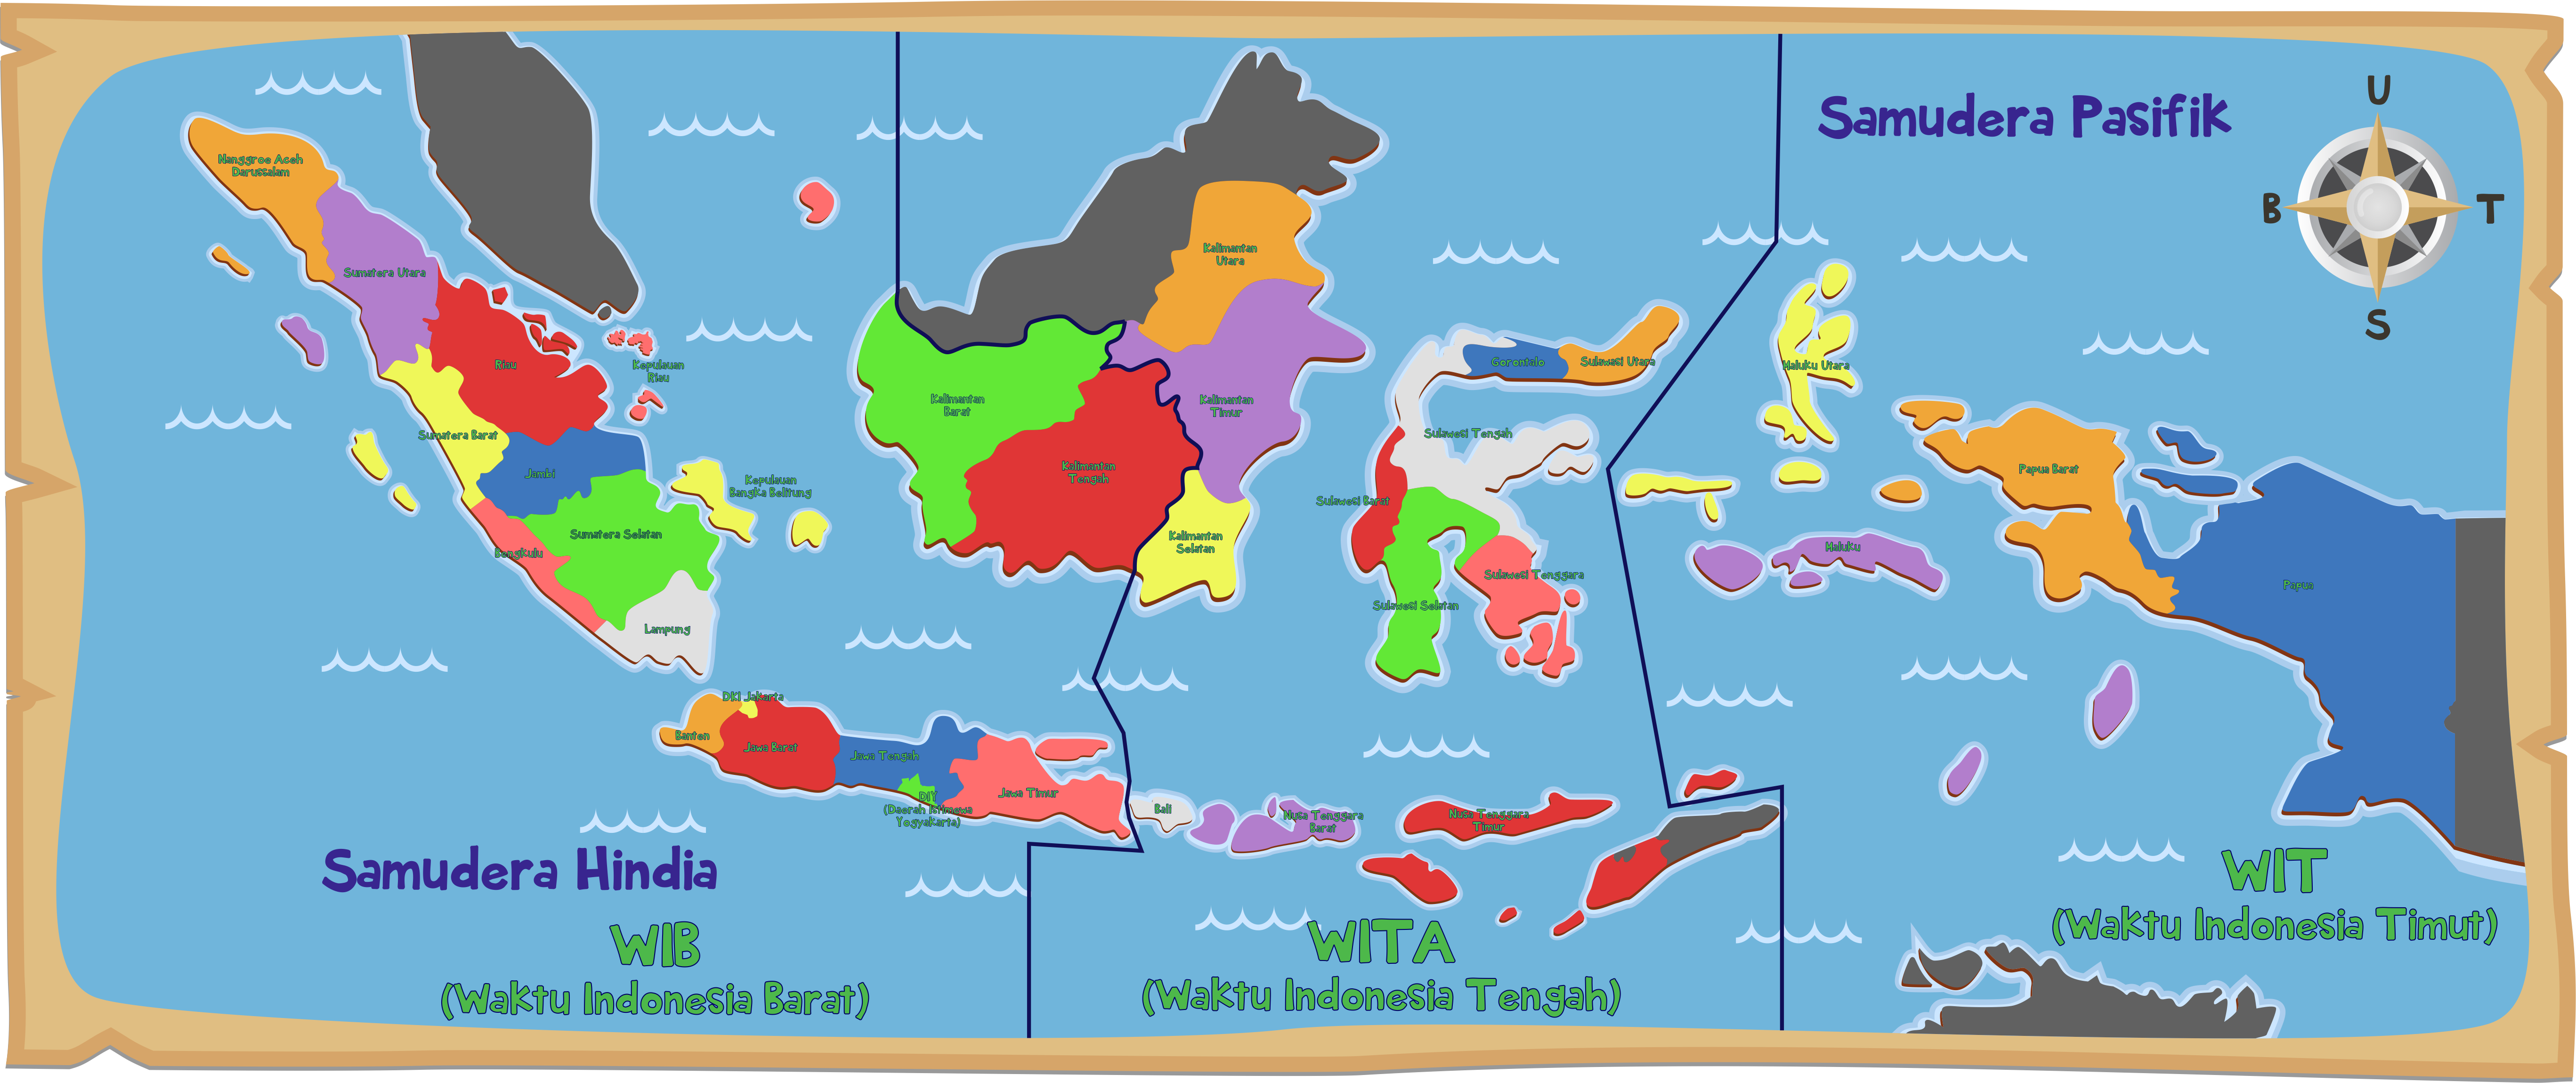 Samudera Pasifik
U
B
T
S
Nanggroe Aceh
Darussalam
Sumatera Utara
Riau
Kepulauan
Riau
Sumatera Barat
Jambi
Kepulauan
Bangka Belitung
Sumatera Selatan
Bengkulu
Lampung
DKI Jakarta
Banten
Jawa Barat
Jawa Tengah
DIY
(Daerah Istimewa
Yogyakarta)
Jawa Timur
Bali
Nusa Tenggara
Barat
Nusa Tenggara
Timur
Kalimantan
Utara
Kalimantan
Barat
Kalimantan
Timur
Kalimantan
Tengah
Kalimantan
Selatan
Gorontalo
Sulawesi Utara
Sulawesi Tengah
Sulawesi Barat
Sulawesi Tenggara
Sulawesi Selatan
Maluku Utara
Maluku
Papua Barat
Papua
Samudera Hindia
WIB
(Waktu Indonesia Barat)
WITA
(Waktu Indonesia Tengah)
WIT
(Waktu Indonesia Timut)